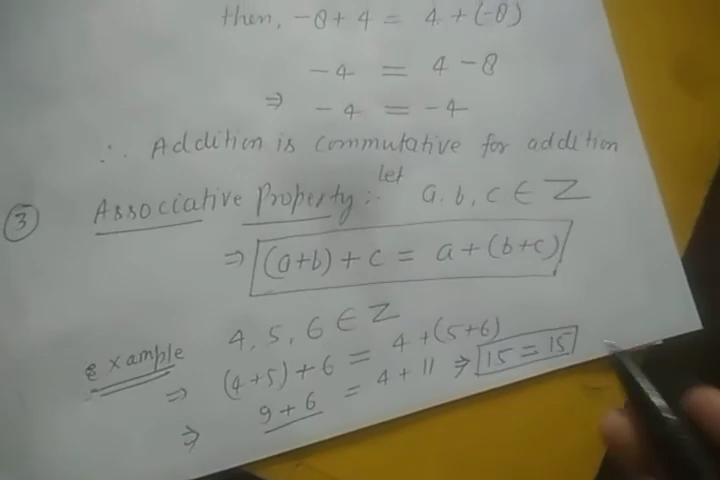 then, -8+4 = 4+(-8)
-4 = 4-8
⇒ -4 = -4
∴ Addition is commutative for addition
③ Associative Property :- let a, b, c ∈ Z
⇒ (a+b)+c = a+(b+c)
example 4, 5, 6 ∈ Z
⇒ (4+5)+6 = 4+(5+6)
⇒ 9+6 = 4+11 ⇒ 15=15